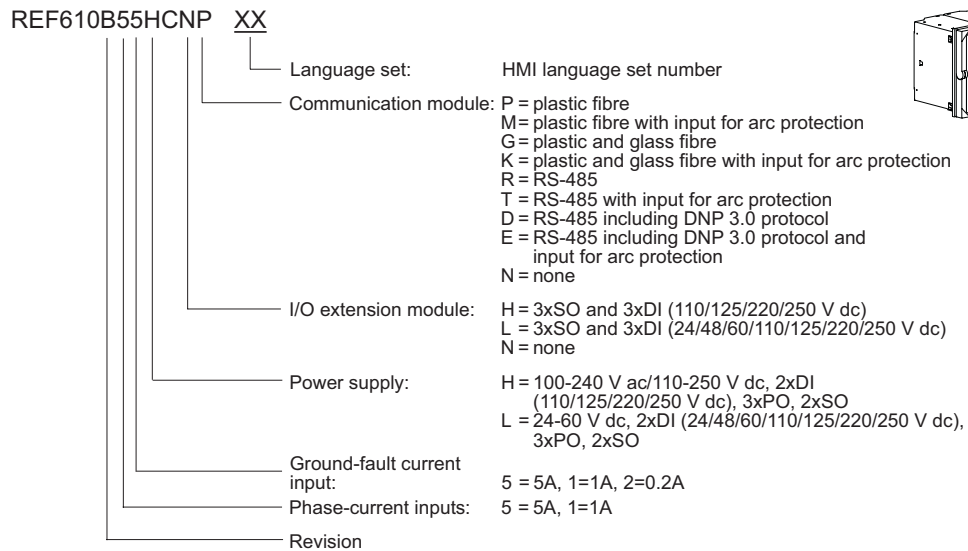 REF610B55HCNP XX
Language set: HMI language set number
Communication module: P = plastic fibre
M= plastic fibre with input for arc protection
G = plastic and glass fibre
K = plastic and glass fibre with input for arc protection
R = RS-485
T = RS-485 with input for arc protection
D = RS-485 including DNP 3.0 protocol
E = RS-485 including DNP 3.0 protocol and
input for arc protection
N = none
I/O extension module: H = 3xSO and 3xDI (110/125/220/250 V dc)
L = 3xSO and 3xDI (24/48/60/110/125/220/250 V dc)
N = none
Power supply: H = 100-240 V ac/110-250 V dc, 2xDI
(110/125/220/250 V dc), 3xPO, 2xSO
L = 24-60 V dc, 2xDI (24/48/60/110/125/220/250 V dc),
3xPO, 2xSO
Ground-fault current
input: 5 = 5A, 1=1A, 2=0.2A
Phase-current inputs: 5 = 5A, 1=1A
Revision